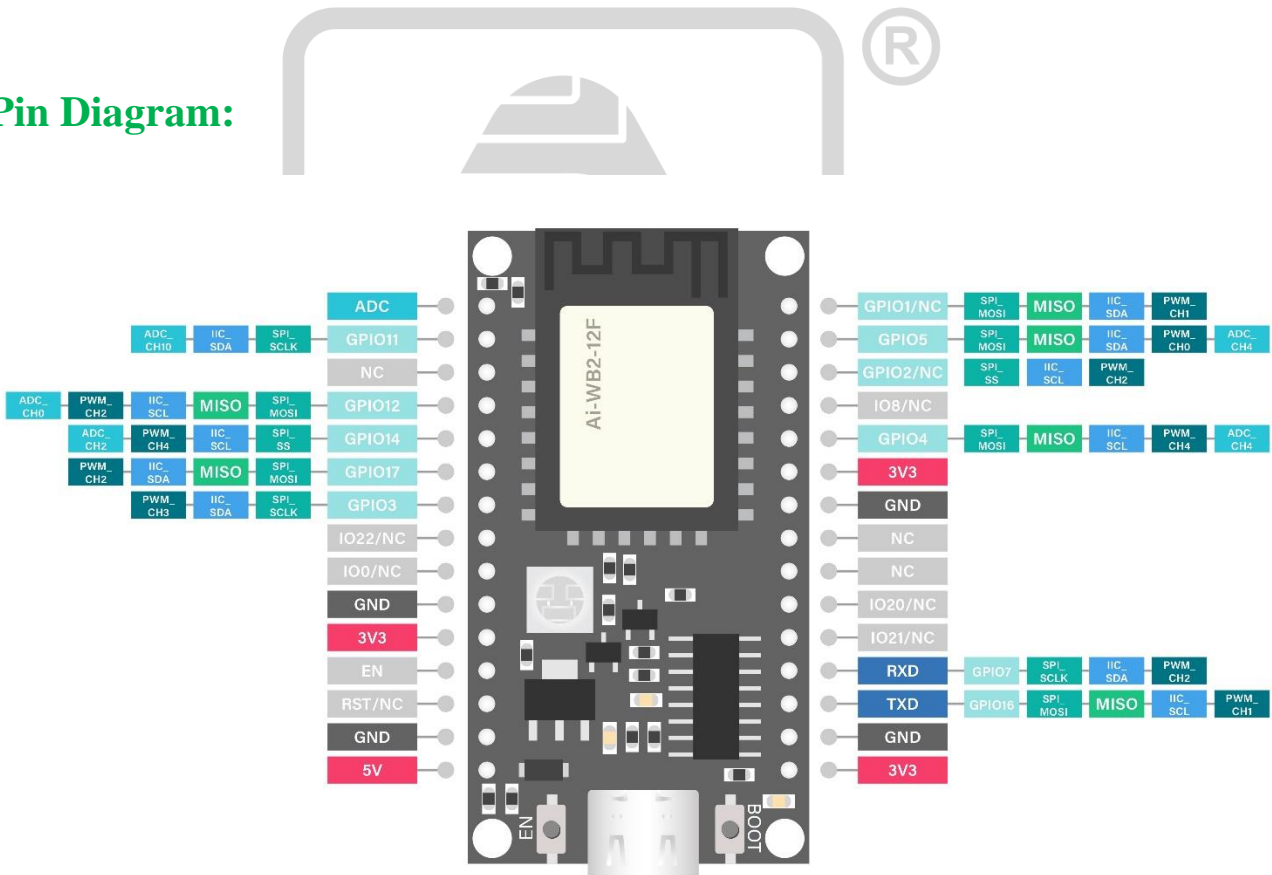 ®
Pin Diagram:
ADC
ADC_CH10 IIC_SDA SPI_SCLK GPIO11
NC
ADC_CH0 PWM_CH2 IIC_SCL MISO SPI_MOSI GPIO12
ADC_CH2 PWM_CH4 IIC_SCL SPI_SS GPIO14
PWM_CH2 IIC_SDA MISO SPI_MOSI GPIO17
PWM_CH3 IIC_SDA SPI_SCLK GPIO3
IO22/NC
IO0/NC
GND
3V3
EN
RST/NC
GND
5V
Ai-WB2-12F
EN
BOOT
GPIO1/NC SPI_MOSI MISO IIC_SDA PWM_CH1
GPIO5 SPI_MOSI MISO IIC_SDA PWM_CH0 ADC_CH4
GPIO2/NC SPI_SS IIC_SCL PWM_CH2
IO8/NC
GPIO4 SPI_MOSI MISO IIC_SCL PWM_CH4 ADC_CH4
3V3
GND
NC
NC
IO20/NC
IO21/NC
RXD GPIO7 SPI_SCLK IIC_SDA PWM_CH2
TXD GPIO16 SPI_MOSI MISO IIC_SCL PWM_CH1
GND
3V3